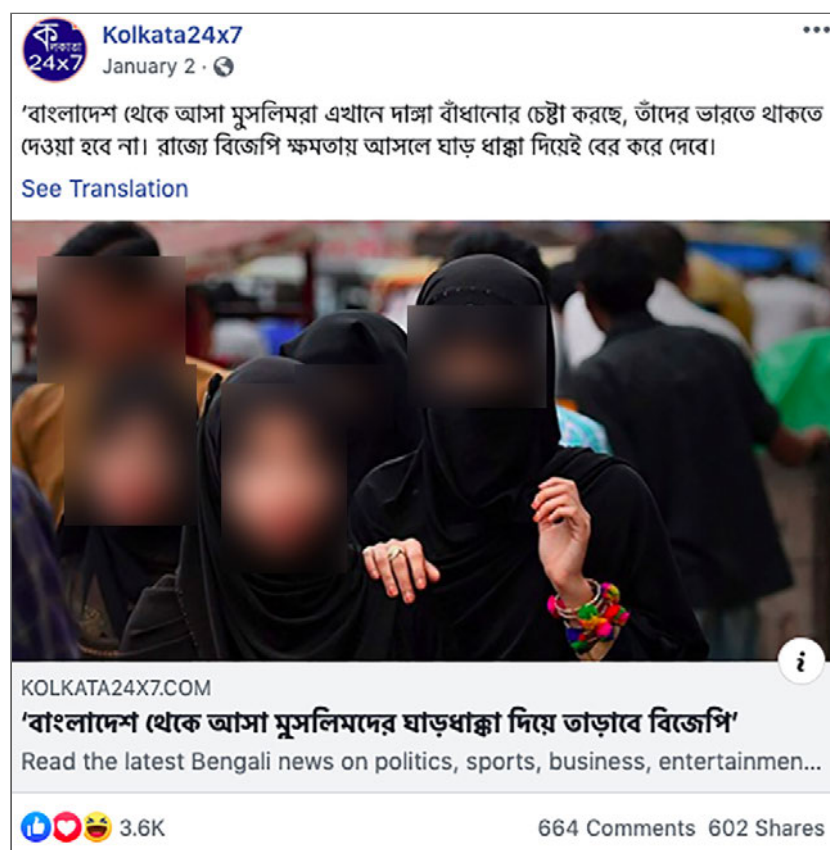 ক
লকাতা
24x7
Kolkata24x7
January 2 ·
'বাংলাদেশ থেকে আসা মুসলিমরা এখানে দাঙ্গা বাঁধানোর চেষ্টা করছে, তাঁদের ভারতে থাকতে
দেওয়া হবে না। রাজ্যে বিজেপি ক্ষমতায় আসলে ঘাড় ধাক্কা দিয়েই বের করে দেবে।
See Translation
KOLKATA24X7.COM
'বাংলাদেশ থেকে আসা মুসলিমদের ঘাড়ধাক্কা দিয়ে তাড়াবে বিজেপি'
Read the latest Bengali news on politics, sports, business, entertainmen...
3.6K
664 Comments 602 Shares